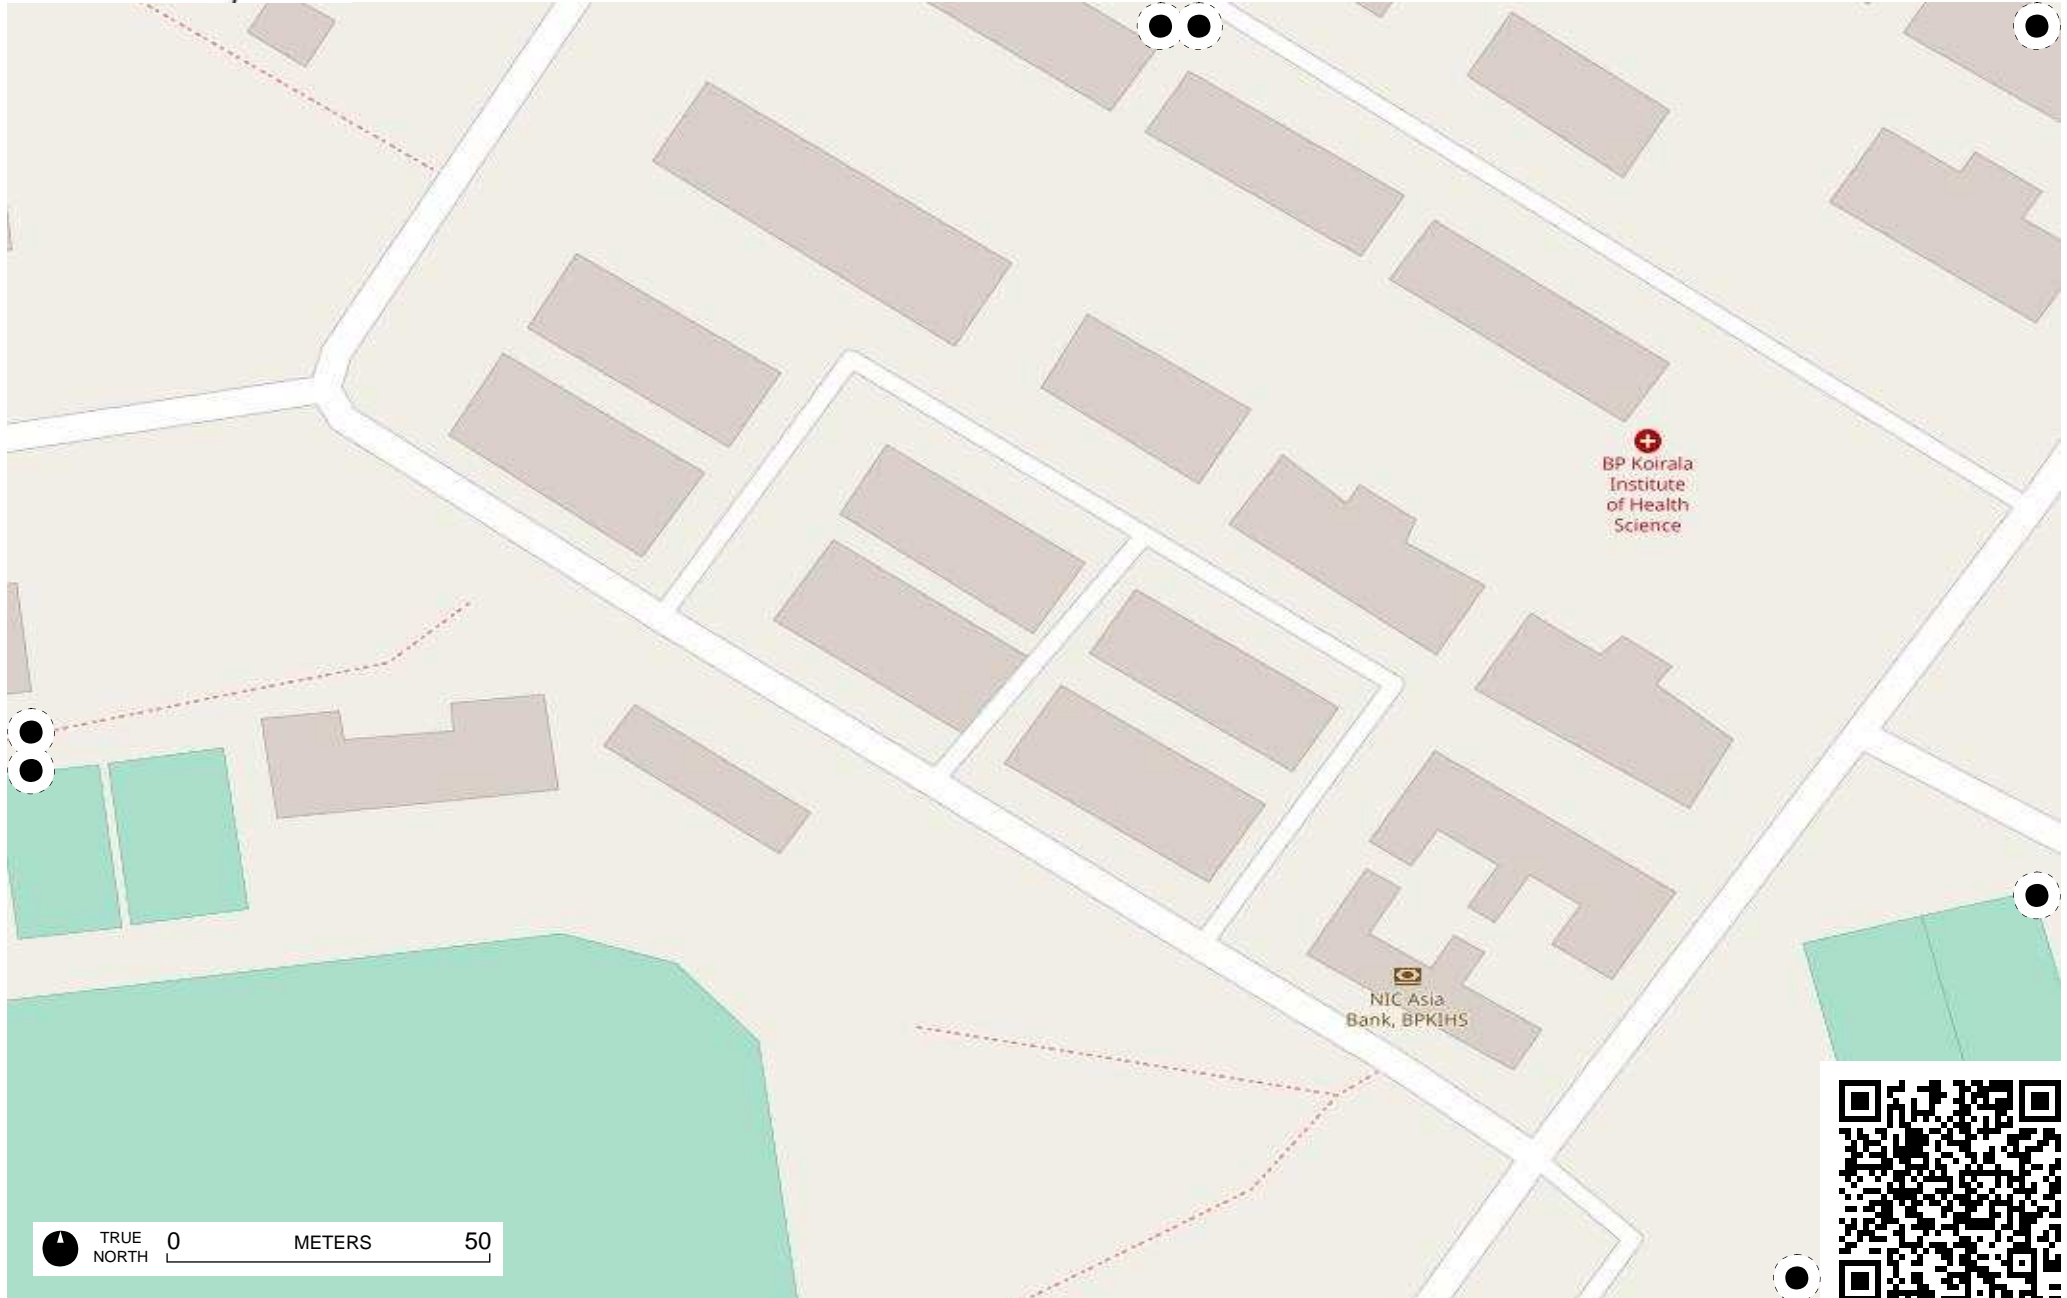 BP Koirala
Institute
of Health
Science
NIC Asia
Bank, BPKIHS
TRUE
NORTH
0 METERS 50